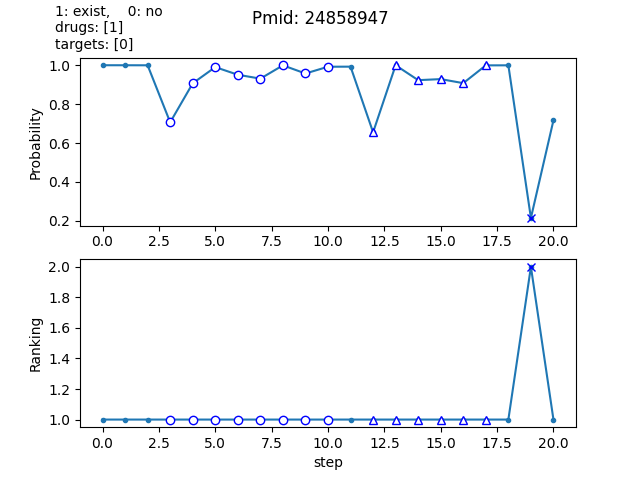 1: exist,    0: no
drugs: [1]
targets: [0]
Pmid: 24858947
Probability
1.0
0.8
0.6
0.4
0.2
0.0 2.5 5.0 7.5 10.0 12.5 15.0 17.5 20.0
Ranking
2.0
1.8
1.6
1.4
1.2
1.0
0.0 2.5 5.0 7.5 10.0 12.5 15.0 17.5 20.0
step